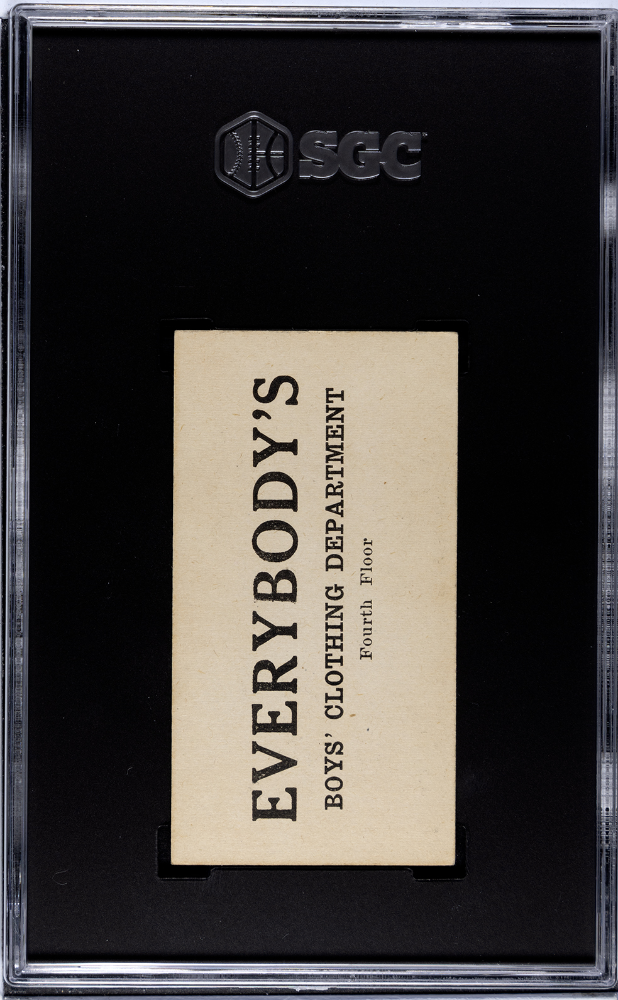 SGC
EVERYBODY'S
BOYS' CLOTHING DEPARTMENT
Fourth Floor